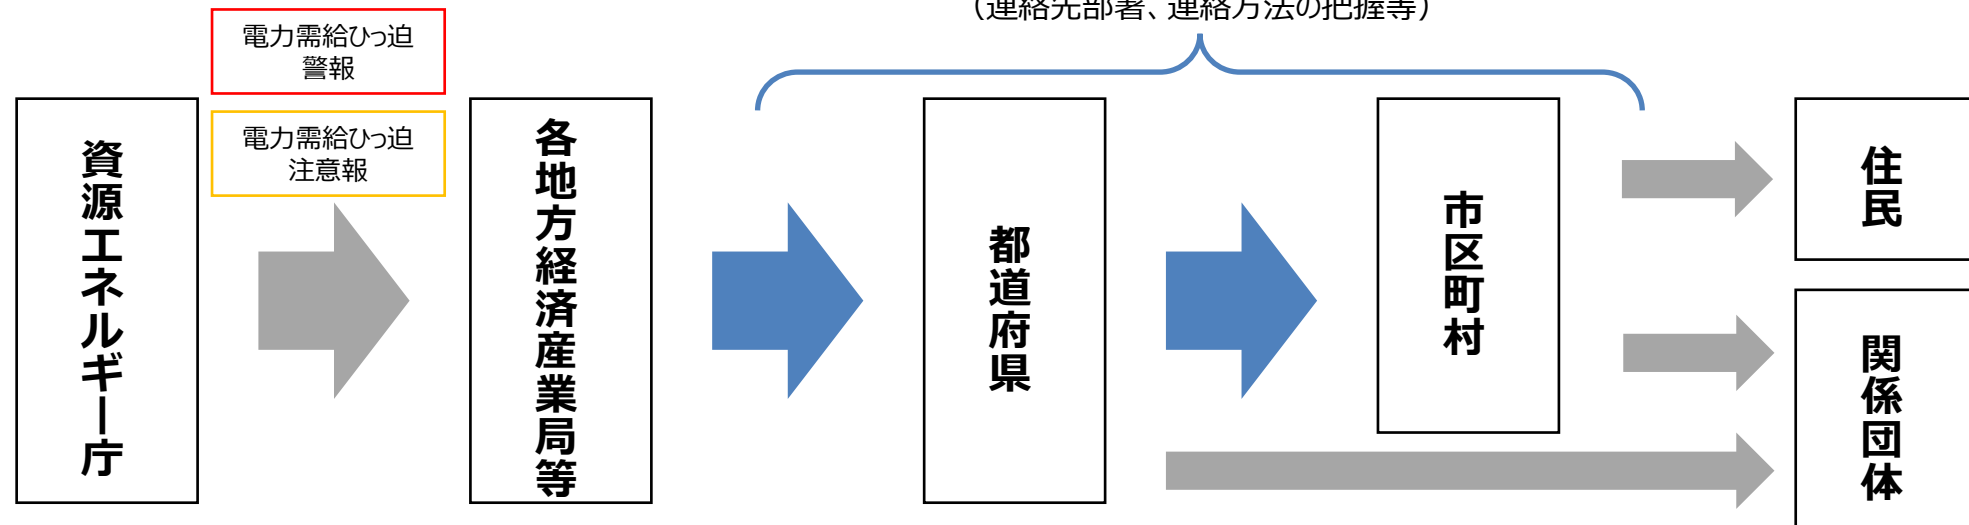 (連絡先部署、連絡方法の把握等)
電力需給ひっ迫
警報
電力需給ひっ迫
注意報
資源エネルギー庁
各地方経済産業局等
都道府県
市区町村
住民
関係団体